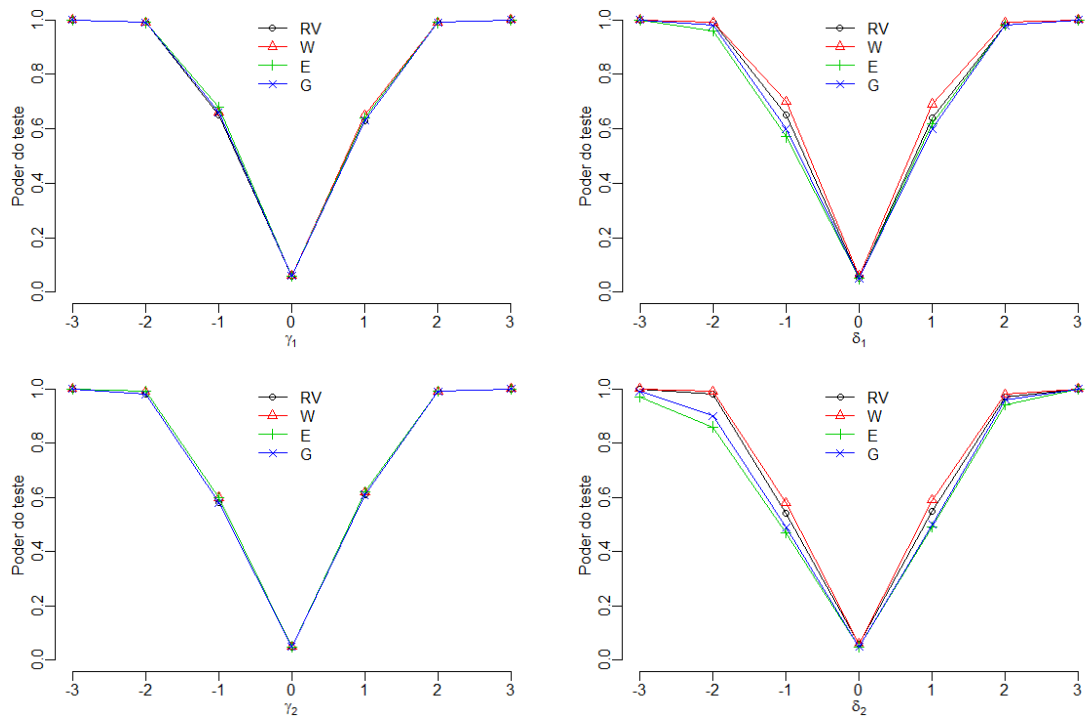 Poder do teste
1.0
0.8
0.6
0.4
0.2
0.0
RV
W
E
G
-3 -2 -1 0 1 2 3
γ1
Poder do teste
1.0
0.8
0.6
0.4
0.2
0.0
RV
W
E
G
-3 -2 -1 0 1 2 3
δ1
Poder do teste
1.0
0.8
0.6
0.4
0.2
0.0
RV
W
E
G
-3 -2 -1 0 1 2 3
γ2
Poder do teste
1.0
0.8
0.6
0.4
0.2
0.0
RV
W
E
G
-3 -2 -1 0 1 2 3
δ2